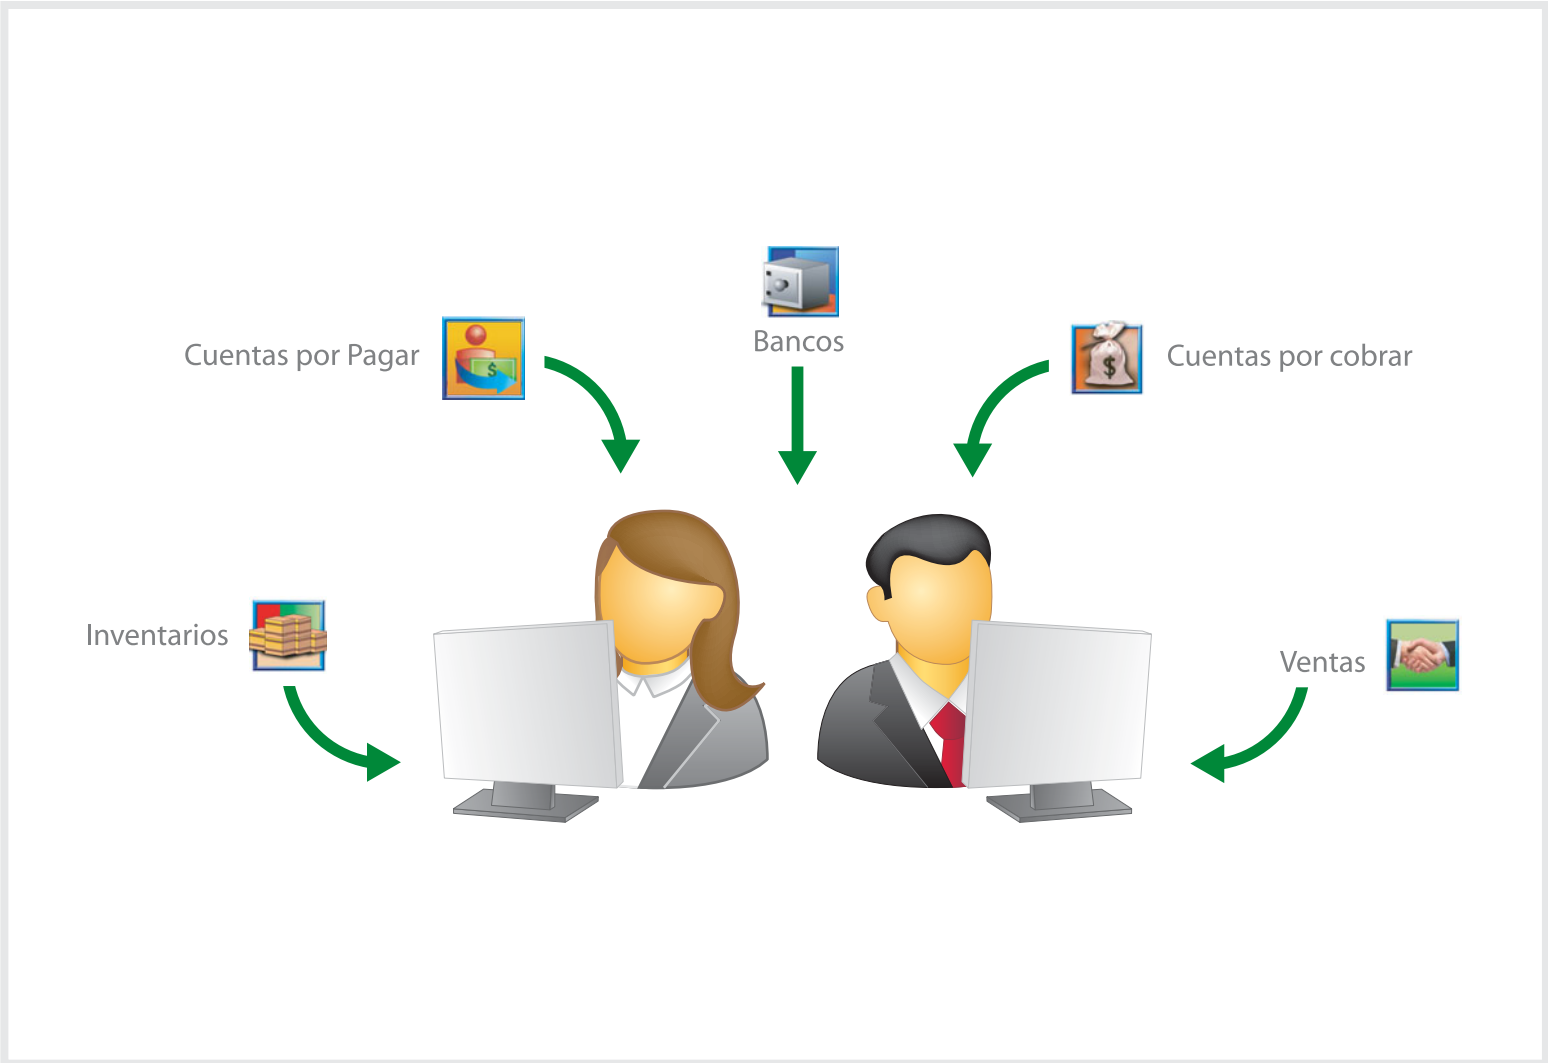 Bancos
Cuentas por Pagar
Cuentas por cobrar
Inventarios
Ventas
$
$